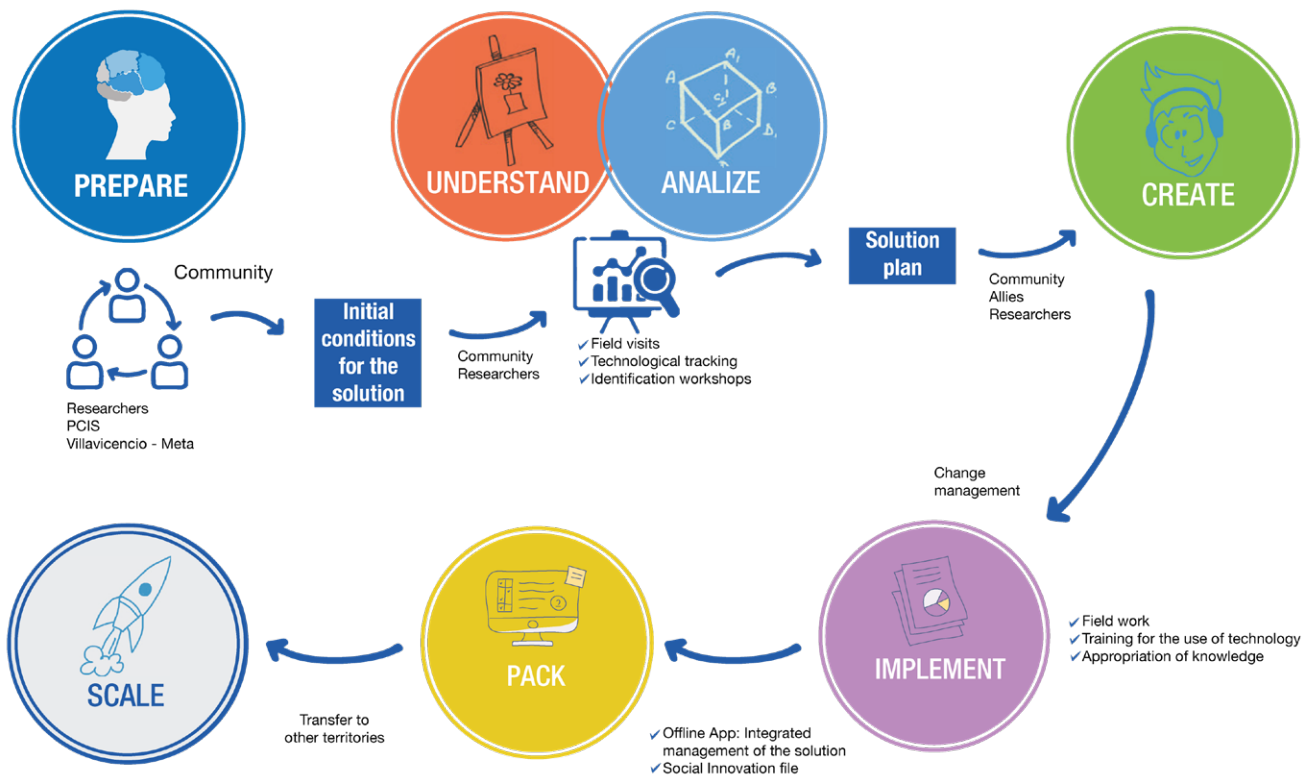 PREPARE
UNDERSTAND
A
A1
B
C
B
D1
ANALIZE
CREATE
Community
Researchers
PCIS
Villavicencio - Meta
Initial
conditions
for the
solution
Community
Researchers
✓Field visits
✓Technological tracking
✓Identification workshops
Solution
plan
Community
Allies
Researchers
Change
management
IMPLEMENT
✓Field work
✓Training for the use of technology
✓Appropriation of knowledge
PACK
✓Offline App: Integrated
management of the solution
✓Social Innovation file
Transfer to
other territories
SCALE